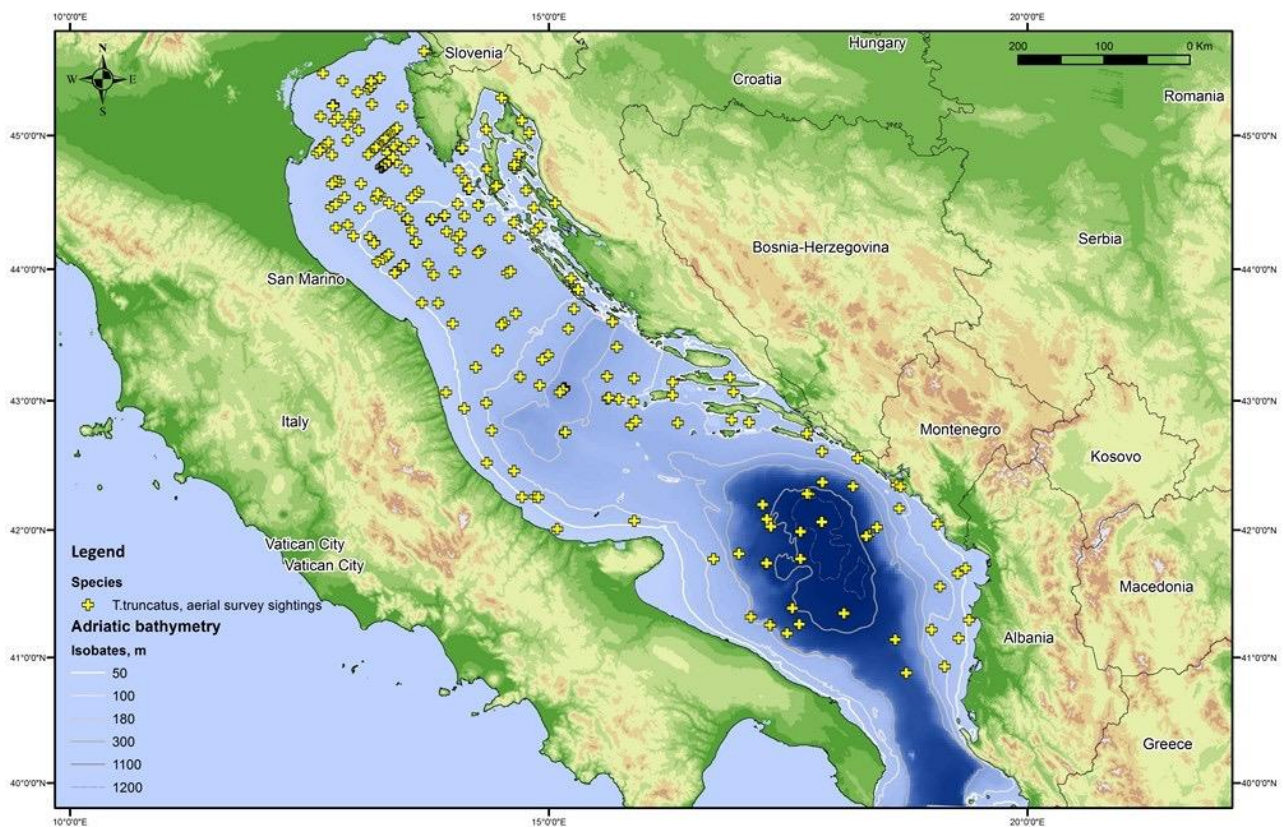 10°0'0"E 15°0'0"E 20°0'0"E
N
W E
S
Slovenia
Hungary
200 100 0 Km
Croatia
Romania
45°0'0"N 45°0'0"N
Bosnia-Herzegovina
Serbia
44°0'0"N 44°0'0"N
San Marino
43°0'0"N 43°0'0"N
Italy
Montenegro
Kosovo
42°0'0"N 42°0'0"N
Vatican City
Vatican City
Macedonia
Albania
41°0'0"N 41°0'0"N
Greece
40°0'0"N 40°0'0"N
10°0'0"E 15°0'0"E 20°0'0"E
Legend
Species
T.truncatus, aerial survey sightings
Adriatic bathymetry
Isobates, m
50
100
180
300
1100
1200